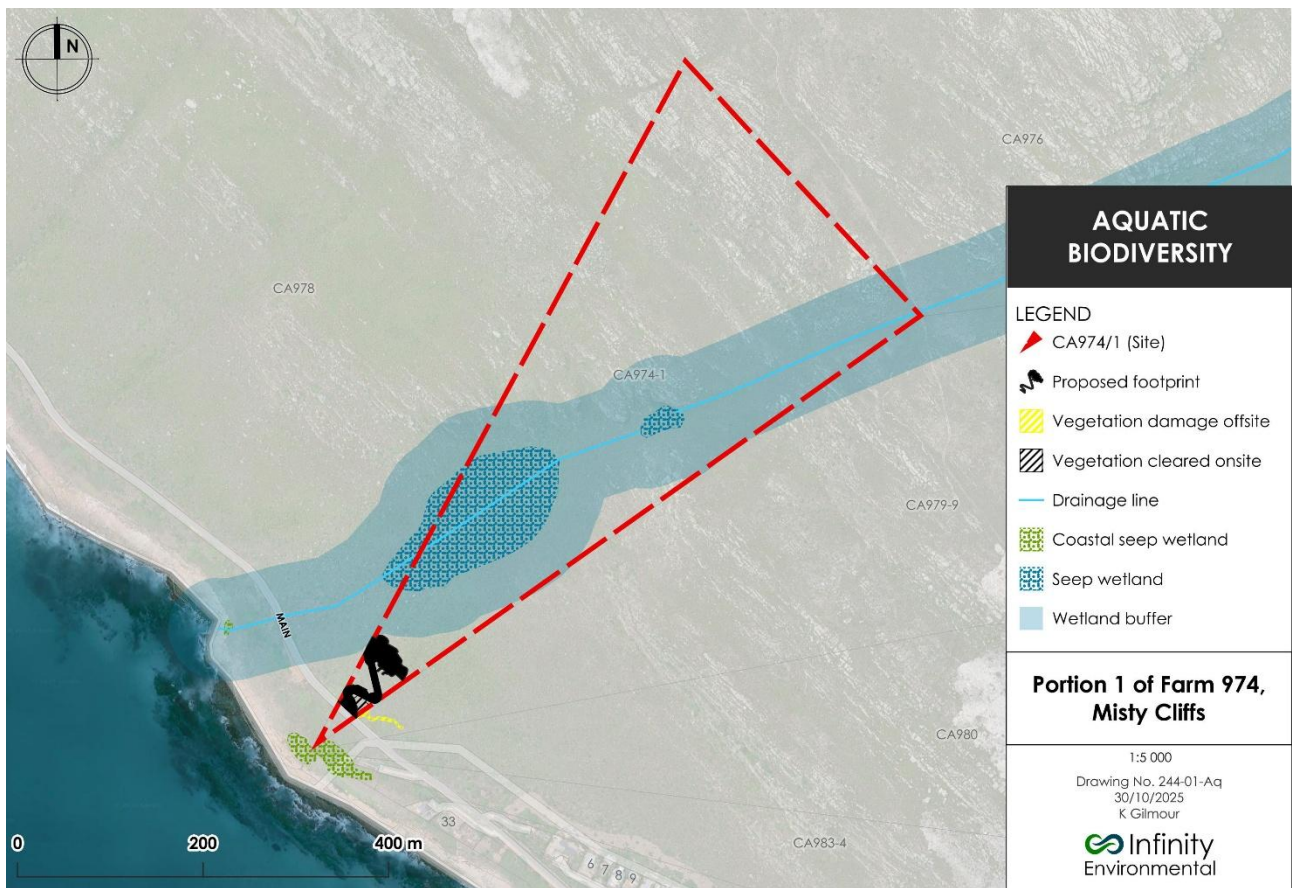 N
CA976
CA978
CA974-1
CA979-9
MAIN
CA980
33
CA983-4
6 7 8 9
0 200 400 m
AQUATIC
BIODIVERSITY
LEGEND
CA974/1 (Site)
Proposed footprint
Vegetation damage offsite
Vegetation cleared onsite
Drainage line
Coastal seep wetland
Seep wetland
Wetland buffer
Portion 1 of Farm 974,
Misty Cliffs
1:5 000
Drawing No. 244-01-Aq
30/10/2025
K Gilmour
Infinity
Environmental